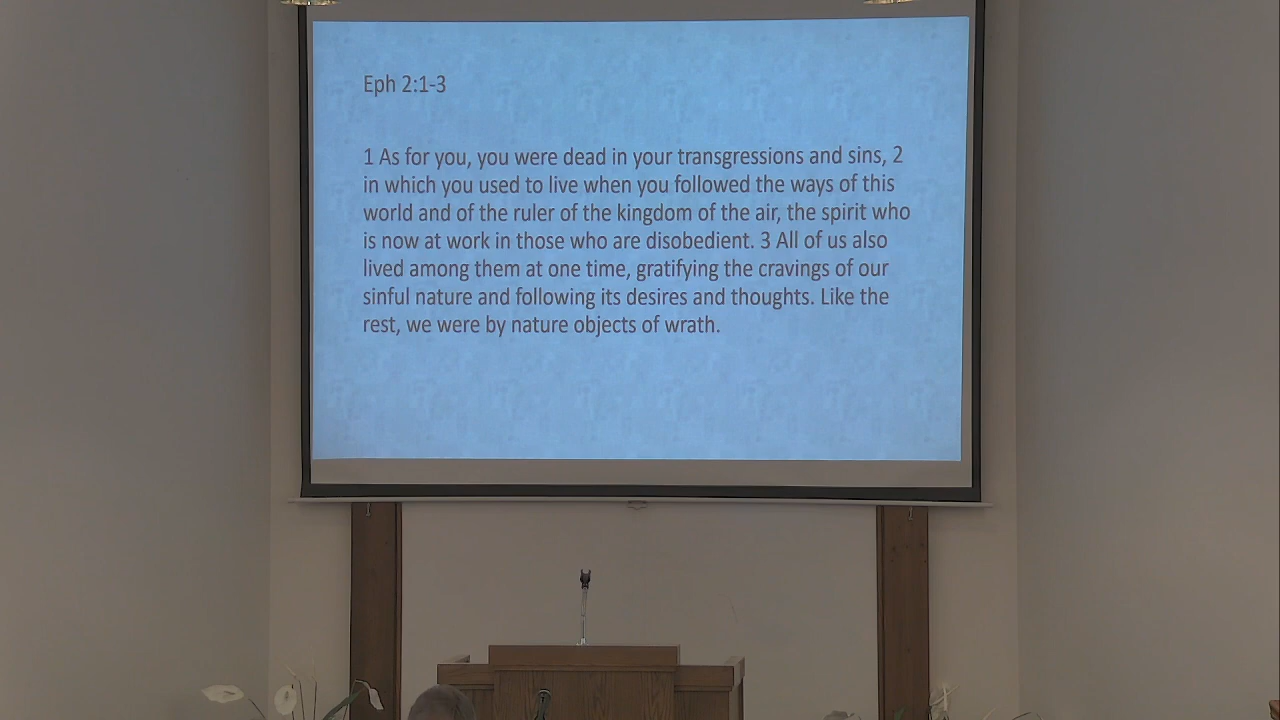 Eph 2:1-3
1 As for you, you were dead in your transgressions and sins, 2
in which you used to live when you followed the ways of this
world and of the ruler of the kingdom of the air, the spirit who
is now at work in those who are disobedient. 3 All of us also
lived among them at one time, gratifying the cravings of our
sinful nature and following its desires and thoughts. Like the
rest, we were by nature objects of wrath.